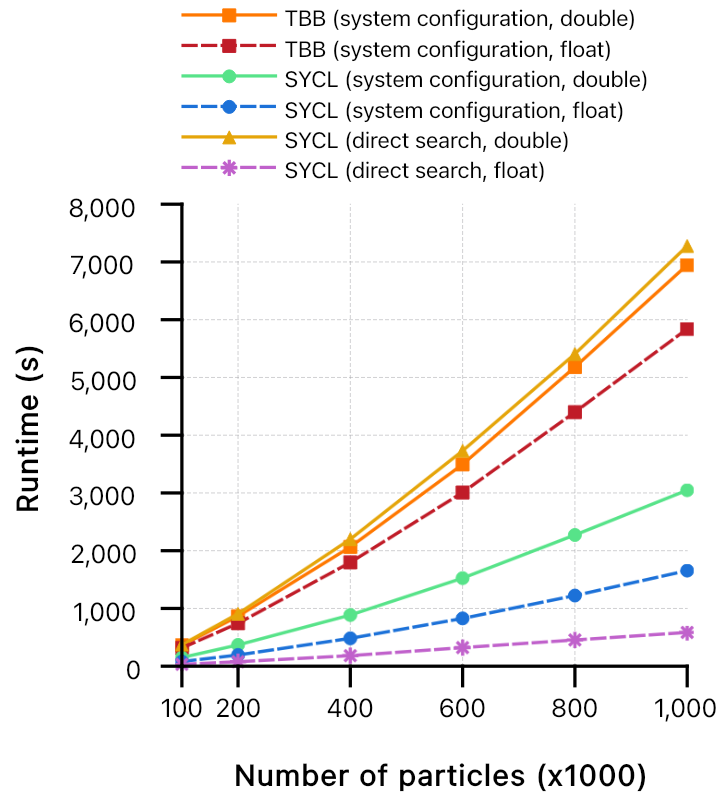 TBB (system configuration, double)
TBB (system configuration, float)
SYCL (system configuration, double)
SYCL (system configuration, float)
SYCL (direct search, double)
SYCL (direct search, float)
8,000
7,000
6,000
5,000
4,000
3,000
2,000
1,000
0
Runtime (s)
100 200 400 600 800 1,000
Number of particles (x1000)